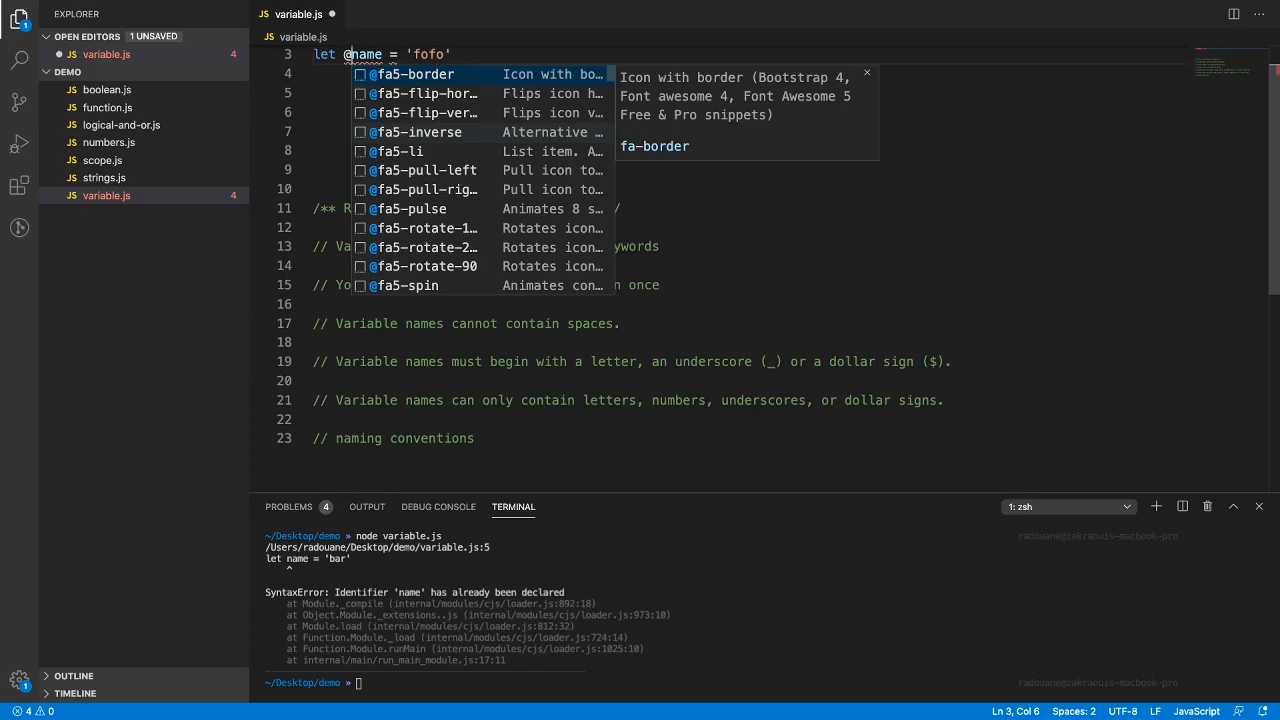 EXPLORER
OPEN EDITORS 1 UNSAVED
variable.js 4
DEMO
boolean.js
function.js
logical-and-or.js
numbers.js
scope.js
strings.js
variable.js 4
OUTLINE
TIMELINE
1
1
variable.js
variable.js
3 let @name = 'fofo'
4
5
6
7
8
9
10
11 /** R /
12
13 // Va ywords
14
15 // Yo n once
16
17 // Variable names cannot contain spaces.
18
19 // Variable names must begin with a letter, an underscore (_) or a dollar sign ($).
20
21 // Variable names can only contain letters, numbers, underscores, or dollar signs.
22
23 // naming conventions
@fa5-border Icon with bo…
@fa5-flip-hor… Flips icon h…
@fa5-flip-ver… Flips icon v…
@fa5-inverse Alternative …
@fa5-li List item. A…
@fa5-pull-left Pull icon to…
@fa5-pull-rig… Pull icon to…
@fa5-pulse Animates 8 s…
@fa5-rotate-1… Rotates icon…
@fa5-rotate-2… Rotates icon…
@fa5-rotate-90 Rotates icon…
@fa5-spin Animates con…
Icon with border (Bootstrap 4,
Font awesome 4, Font Awesome 5
Free & Pro snippets)
fa-border
PROBLEMS 4 OUTPUT DEBUG CONSOLE TERMINAL 1: zsh
~/Desktop/demo » node variable.js radouane@zakraouis-macbook-pro
/Users/radouane/Desktop/demo/variable.js:5
let name = 'bar'
^
SyntaxError: Identifier 'name' has already been declared
at Module._compile (internal/modules/cjs/loader.js:892:18)
at Object.Module._extensions..js (internal/modules/cjs/loader.js:973:10)
at Module.load (internal/modules/cjs/loader.js:812:32)
at Function.Module._load (internal/modules/cjs/loader.js:724:14)
at Function.Module.runMain (internal/modules/cjs/loader.js:1025:10)
at internal/main/run_main_module.js:17:11
~/Desktop/demo » radouane@zakraouis-macbook-pro
4 0 Ln 3, Col 6 Spaces: 2 UTF-8 LF JavaScript